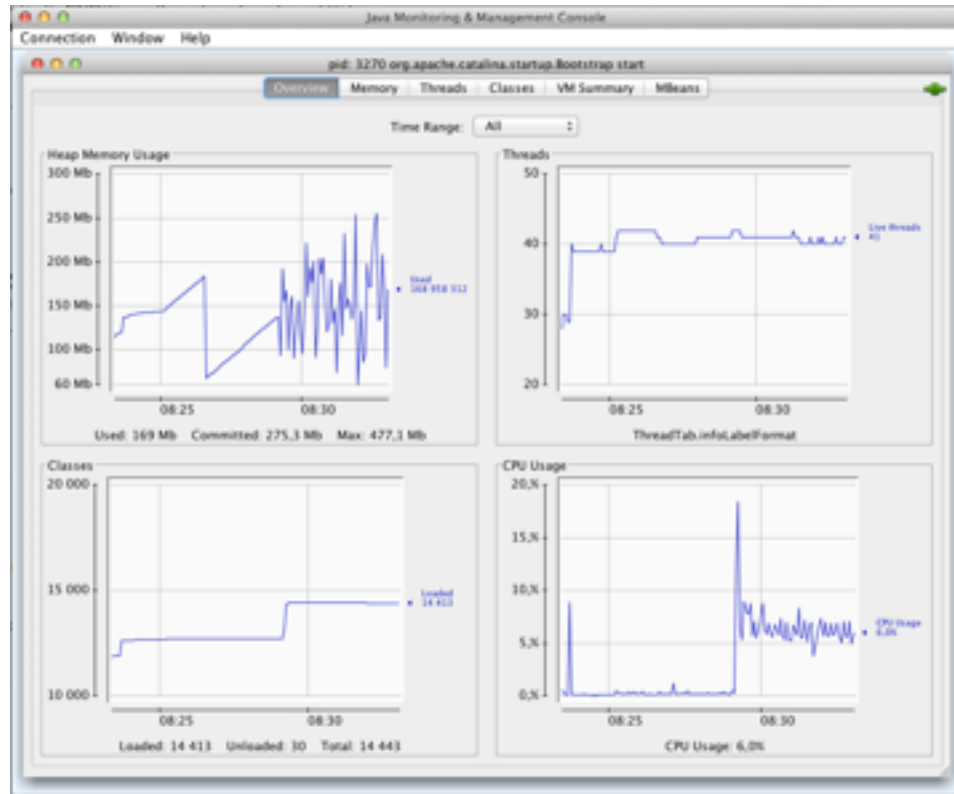 Java Monitoring & Management Console
Connection Window Help
pid: 3270 org.apache.catalina.startup.Bootstrap start
Overview Memory Threads Classes VM Summary MBeans
Time Range: All
Heap Memory Usage
300 Mb
250 Mb
200 Mb
150 Mb
100 Mb
60 Mb
08:25 08:30
Used
Used: 169 Mb Committed: 275,3 Mb Max: 477,1 Mb
Threads
50
40
30
20
08:25 08:30
Live threads
41
ThreadTab.infoLabelFormat
Classes
20 000
15 000
10 000
08:25 08:30
Loaded
14 413
Loaded: 14 413 Unloaded: 30 Total: 14 443
CPU Usage
20,%
15,%
10,%
5,%
0,%
08:25 08:30
CPU Usage
6,0%
CPU Usage: 6,0%